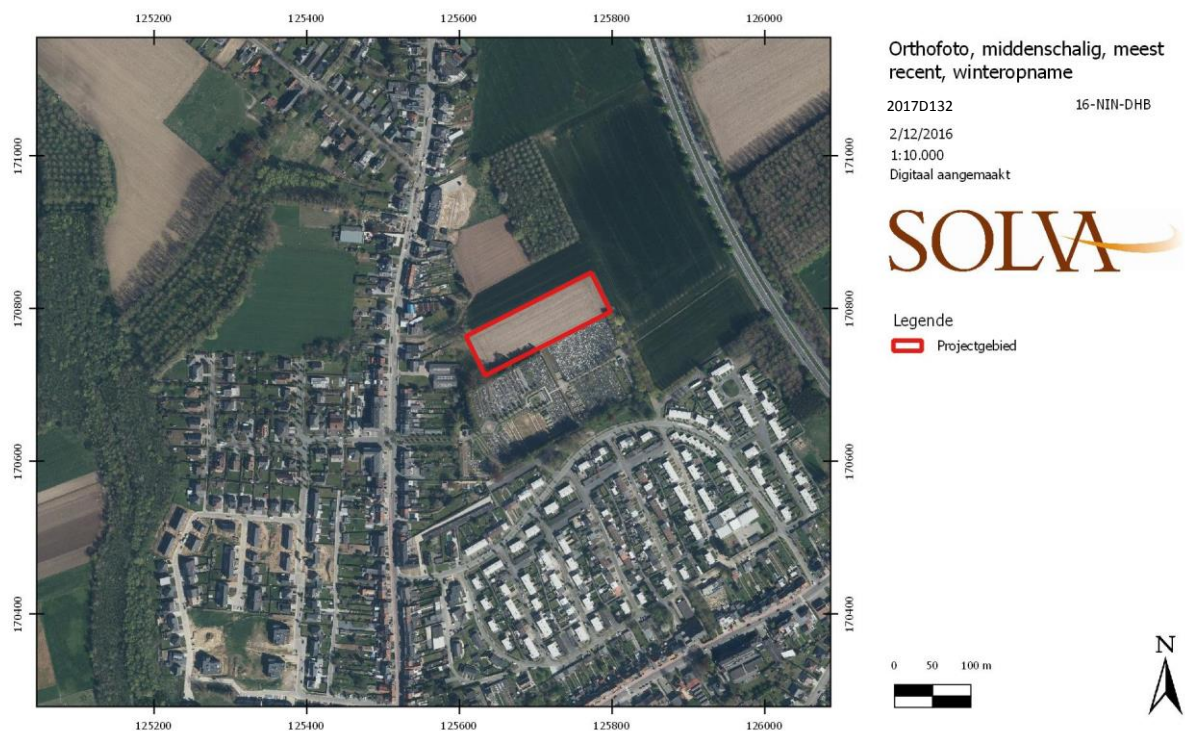 125200 125400 125600 125800 126000
171000 171000
170800 170800
170600 170600
170400 170400
125200 125400 125600 125800 126000
Orthofoto, middenschalig, meest
recent, winteropname
2017D132 16-NIN-DHB
2/12/2016
1:10.000
Digitaal aangemaakt
SOLVA
Legende
Projectgebied
0 50 100 m
N